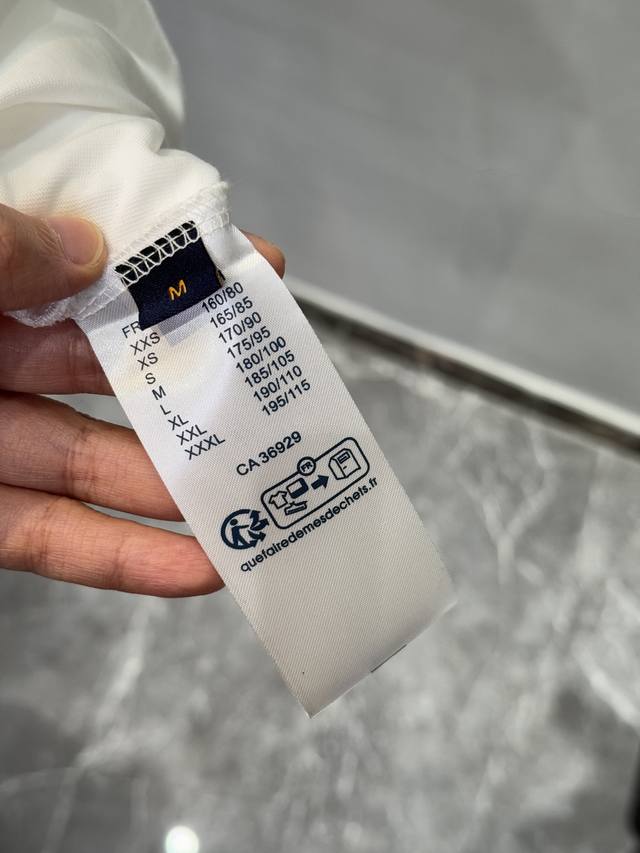 M
FR
XXS 160/80
XS 165/85
S 170/90
M 175/95
L 180/100
XL 185/105
XXL 190/110
XXXL 195/115
CA 36929
FR
quefairedemesdechets.fr